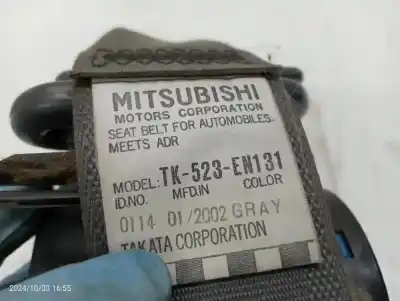 MITSUBISHI
MOTORS CORPORATION
SEAT BELT FOR AUTOMOBILES.
MEETS ADR
MODEL: TK-523-EN131
ID.NO. MFD.IN COLOR
0114 01/2002 GRAY
TAKATA CORPORATION
2024/10/03 16:55